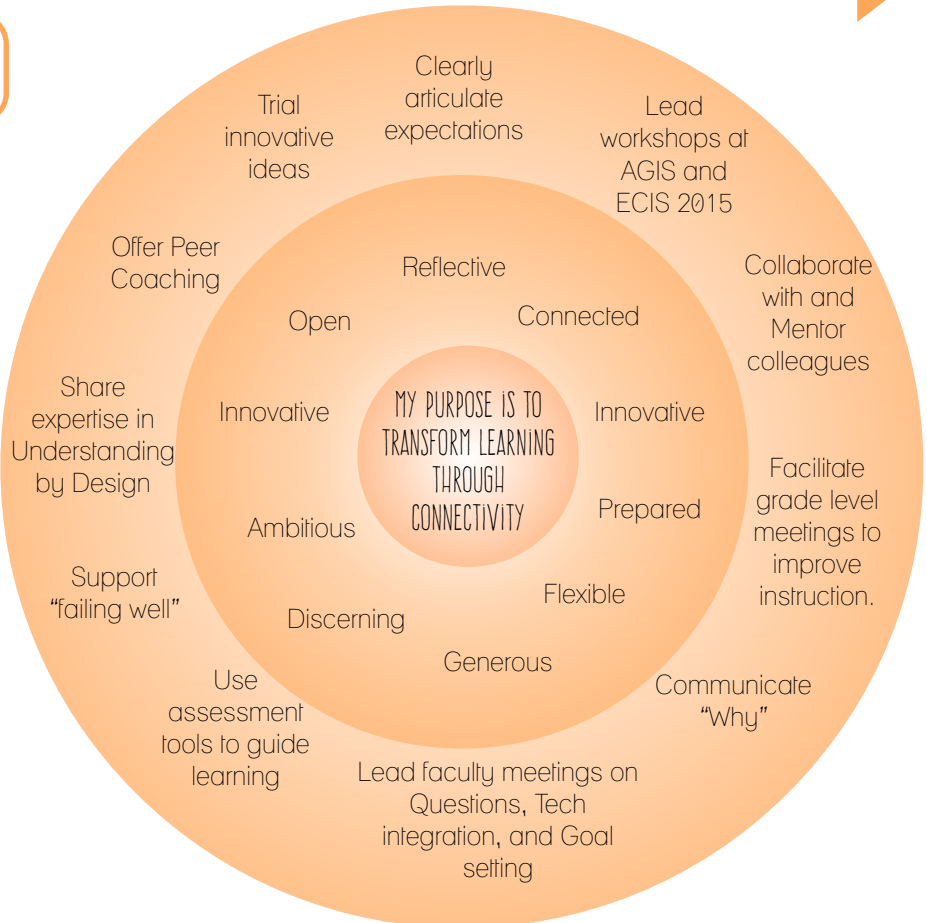 Clearly
articulate
expectations
Trial
innovative
ideas
Lead
workshops at
AGIS and
ECIS 2015
Offer Peer
Coaching
Collaborate
with and
Mentor
colleagues
Share
expertise in
Understanding
by Design
Facilitate
grade level
meetings to
improve
instruction.
Support
“failing well”
Communicate
“Why”
Use
assessment
tools to guide
learning
Lead faculty meetings on
Questions, Tech
integration, and Goal
setting
Reflective
Open
Connected
Innovative
Innovative
Ambitious
Prepared
Discerning
Flexible
Generous
MY PURPOSE IS TO
TRANSFORM LEARNING
THROUGH
CONNECTIVITY